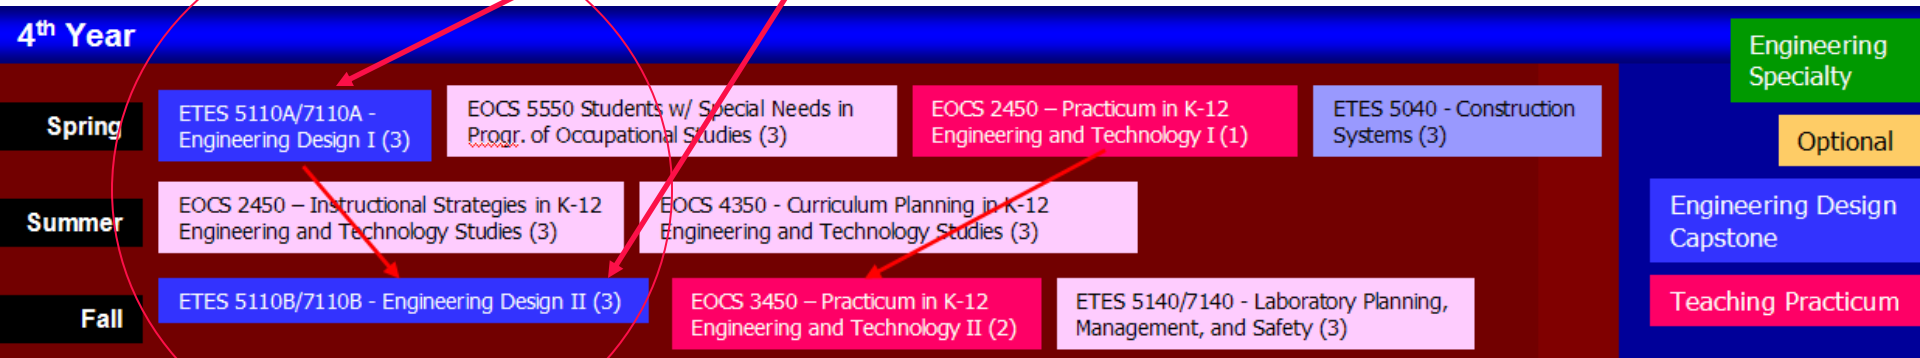 4th Year
Spring
ETES 5110A/7110A -
Engineering Design I (3)
EOCS 5550 Students w/ Special Needs in
Progr. of Occupational Studies (3)
EOCS 2450 – Practicum in K-12
Engineering and Technology I (1)
ETES 5040 - Construction
Systems (3)
Summer
EOCS 2450 – Instructional Strategies in K-12
Engineering and Technology Studies (3)
EOCS 4350 - Curriculum Planning in K-12
Engineering and Technology Studies (3)
Fall
ETES 5110B/7110B - Engineering Design II (3)
EOCS 3450 – Practicum in K-12
Engineering and Technology II (2)
ETES 5140/7140 - Laboratory Planning,
Management, and Safety (3)
Engineering
Specialty
Optional
Engineering Design
Capstone
Teaching Practicum